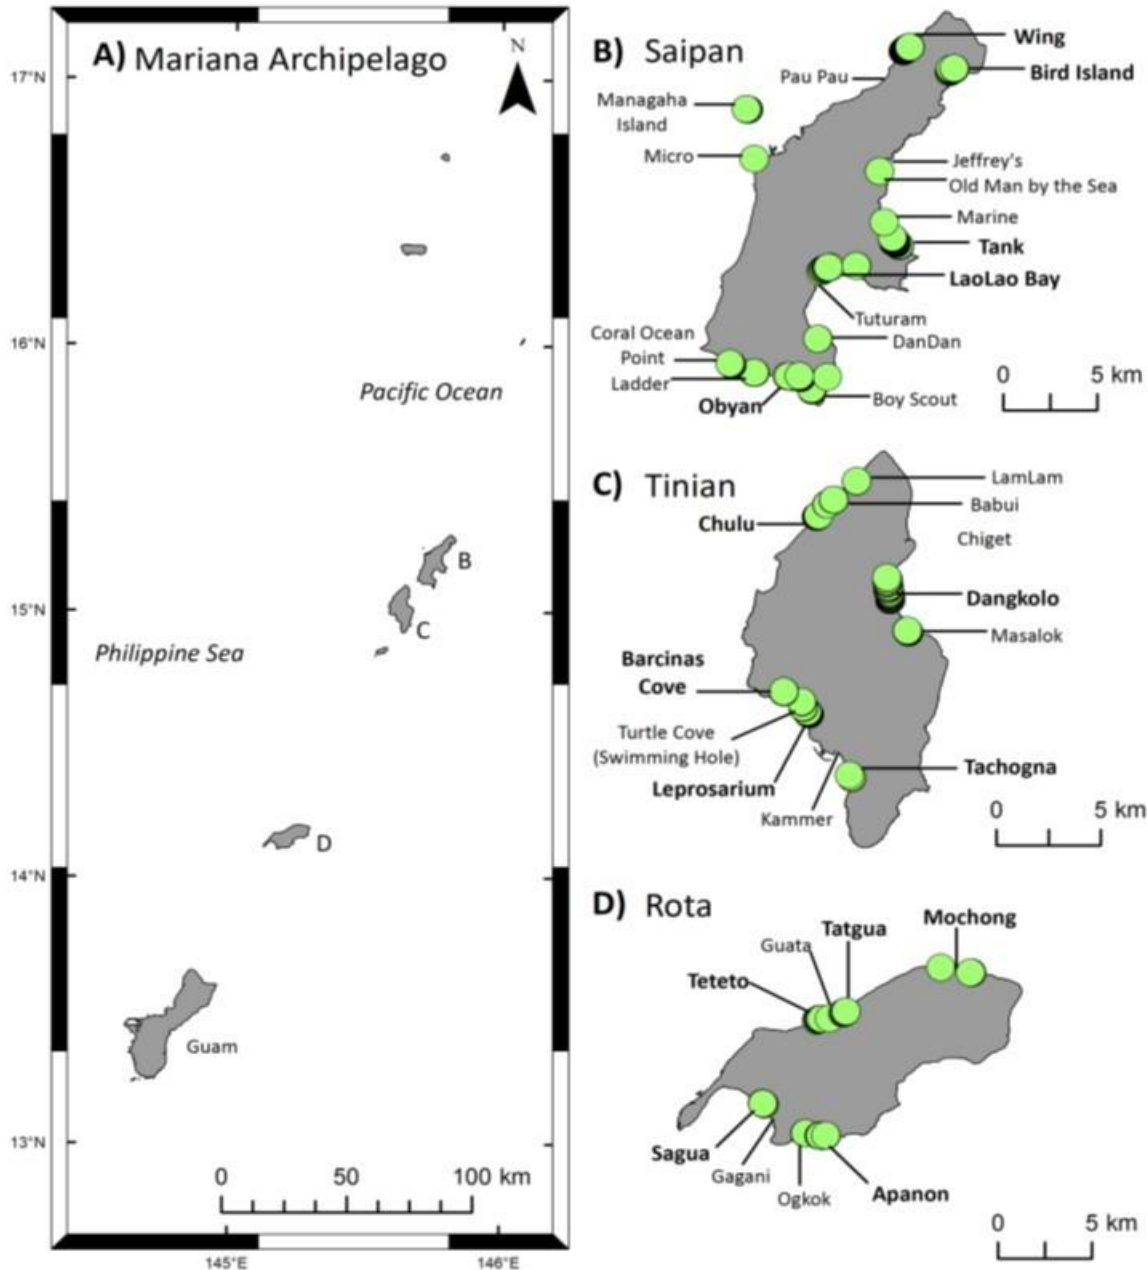 A) Mariana Archipelago
N
17°N
16°N
15°N
14°N
13°N
Pacific Ocean
Philippine Sea
B
C
D
Guam
0 50 100 km
145°E 146°E
B) Saipan
Wing
Pau Pau
Bird Island
Managaha
Island
Micro
Jeffrey's
Old Man by the Sea
Marine
Tank
LaoLao Bay
Tuturam
Coral Ocean
Point
DanDan
Ladder
Obyan
Boy Scout
0 5 km
C) Tinian
LamLam
Babui
Chulu
Chiget
Dangkolo
Masalok
Barcinas
Cove
Turtle Cove
(Swimming Hole)
Leprosarium
Tachogna
Kammer
0 5 km
D) Rota
Mochong
Tatgua
Guata
Teteto
Sagua
Gagani
Ogkok
Apanon
0 5 km